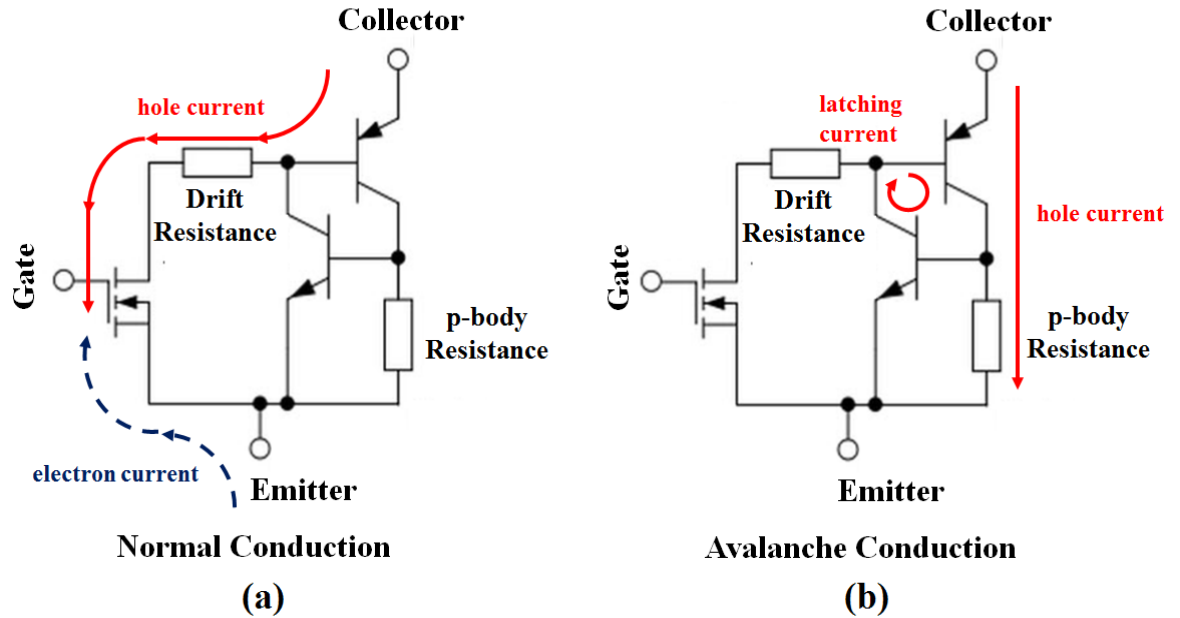 Collector
hole current
Drift
Resistance
Gate
p-body
Resistance
electron current
Emitter
Normal Conduction
(a)
Collector
latching
current
Drift
Resistance
hole current
Gate
p-body
Resistance
Emitter
Avalanche Conduction
(b)